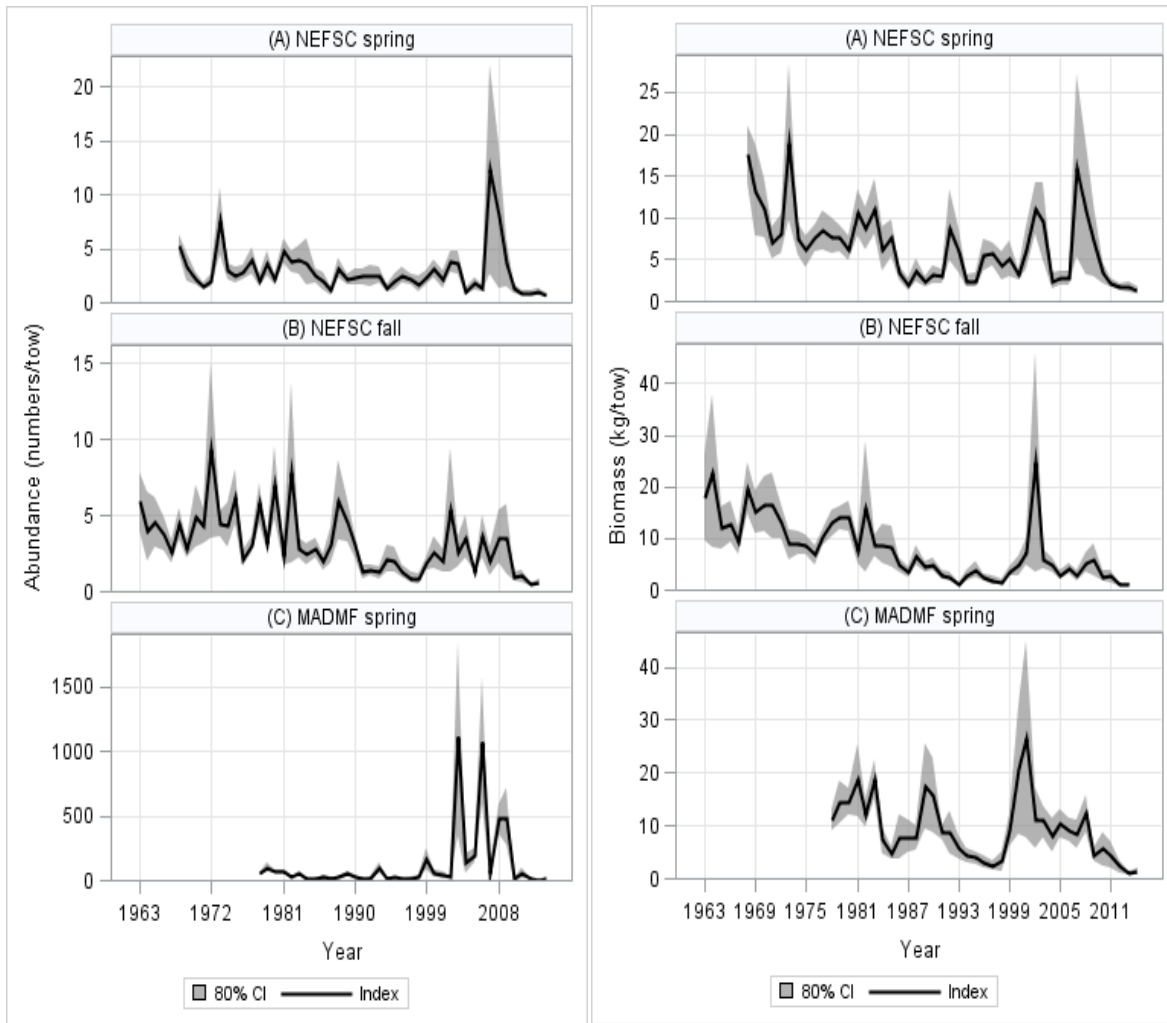 (A) NEFSC spring
20
15
10
5
0
(B) NEFSC fall
15
10
5
0
(C) MADMF spring
1500
1000
500
0
1963 1972 1981 1990 1999 2008
Abundance (numbers/tow)
Year
80% CI Index
(A) NEFSC spring
25
20
15
10
5
0
(B) NEFSC fall
40
30
20
10
0
(C) MADMF spring
40
30
20
10
0
1963 1969 1975 1981 1987 1993 1999 2005 2011
Biomass (kg/tow)
Year
80% CI Index